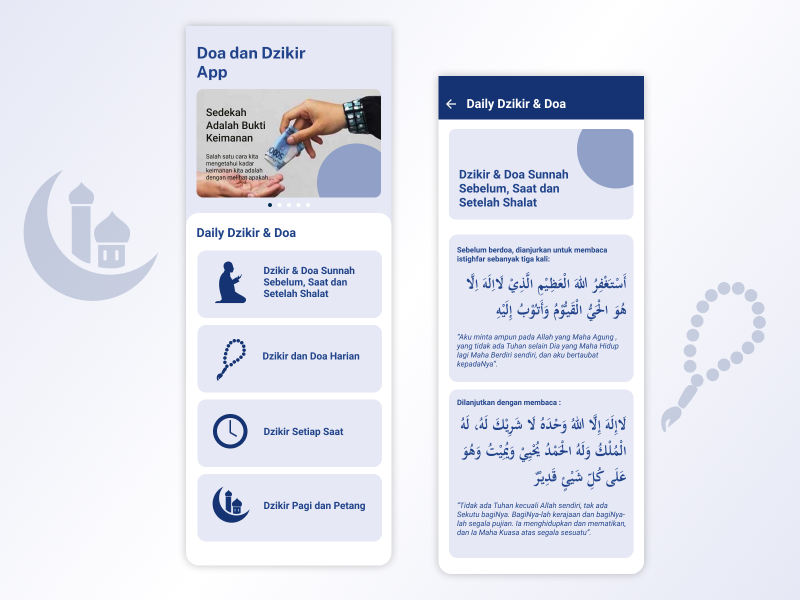 Doa dan Dzikir
App
Sedekah
Adalah Bukti
Keimanan
Salah satu cara kita
mengetahui kadar
keimanan kita adalah
dengan melihat apakah..
Daily Dzikir & Doa
Dzikir & Doa Sunnah
Sebelum, Saat dan
Setelah Shalat
Dzikir dan Doa Harian
Dzikir Setiap Saat
Dzikir Pagi dan Petang
Daily Dzikir & Doa
Dzikir & Doa Sunnah
Sebelum, Saat dan
Setelah Shalat
Sebelum berdoa, dianjurkan untuk membaca
istighfar sebanyak tiga kali:
أَسْتَغْفِرُ اللهَ الْعَظِيْمِ الَّذِيْ لَاإِلَهَ اِلَّا
هُوَ الْحَيُّ الْقَيُّوْمُ وَأَتُوْبُ إِلَيْهِ
"Aku minta ampun pada Allah yang Maha Agung ,
yang tidak ada Tuhan selain Dia yang Maha Hidup
lagi Maha Berdiri sendiri, dan aku bertaubat
kepadaNya".
Dilanjutkan dengan membaca :
لَاإِلَهَ إِلَّا اللهُ وَحْدَهُ لَا شَرِيْكَ لَهُ، لَهُ
الْمُلْكُ وَلَهُ الْحَمْدُ يُحْيِيْ وَيُمِيْتُ وَهُوَ
عَلَى كُلِّ شَيْئٍ قَدِيْرٌ
"Tidak ada Tuhan kecuali Allah sendiri, tak ada
Sekutu bagiNya. BagiNya-lah kerajaan dan bagiNya-
lah segala pujian. Ia menghidupkan dan mematikan,
dan Ia Maha Kuasa atas segala sesuatu".